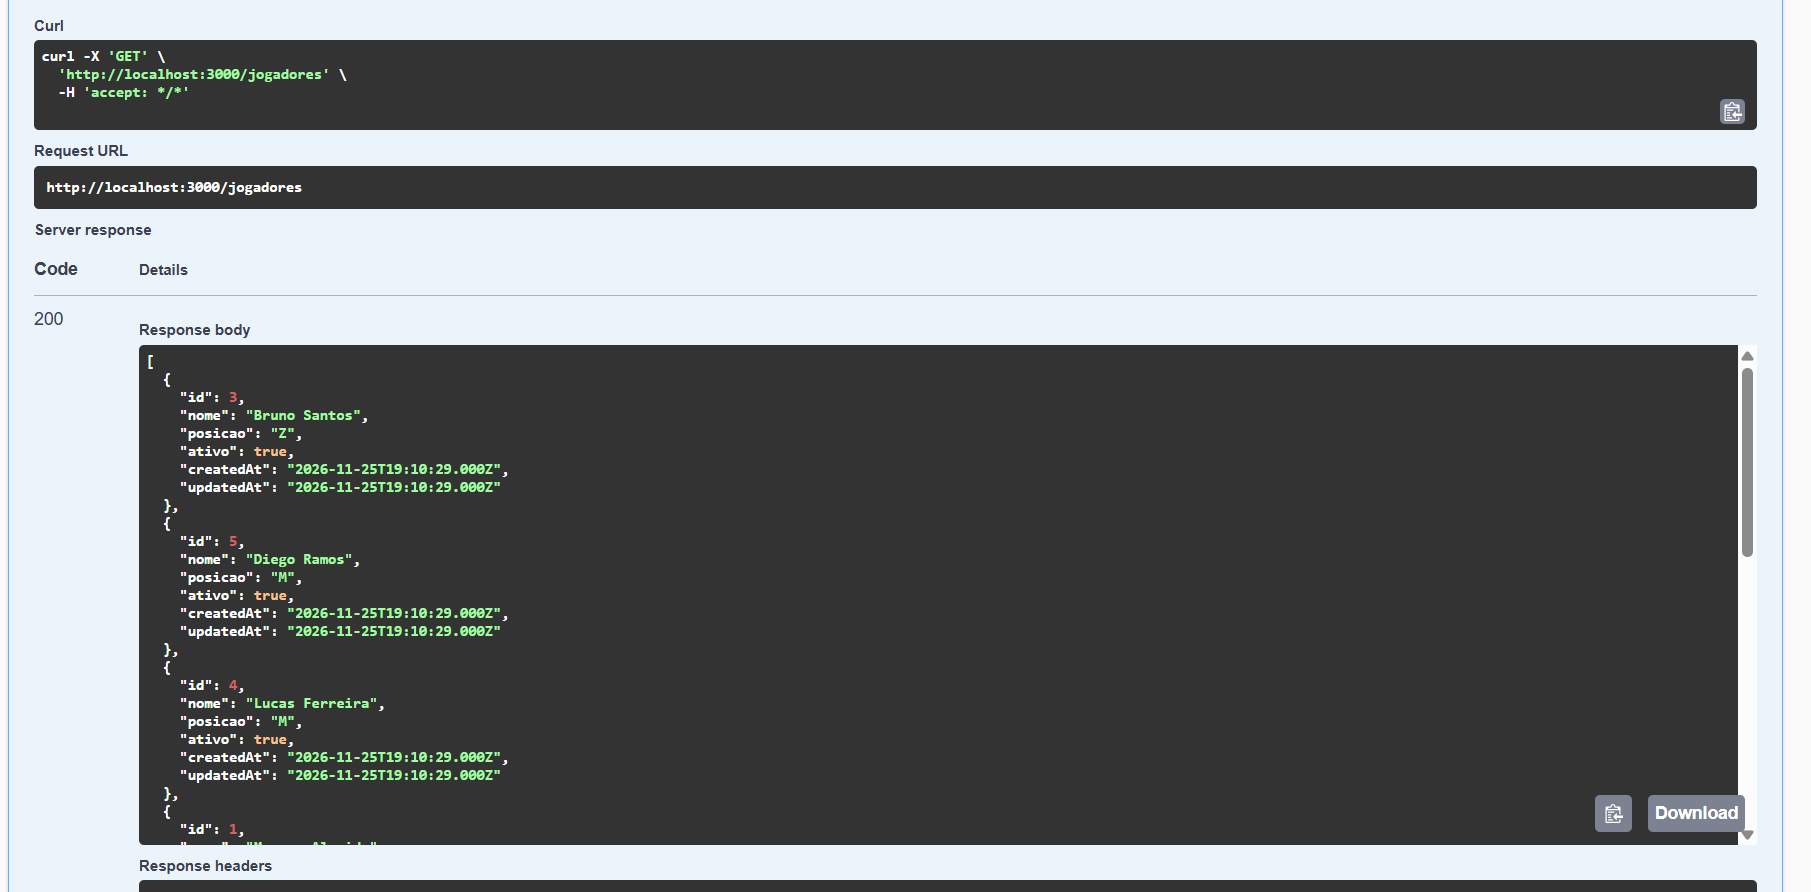 Curl
curl -X 'GET' \
'http://localhost:3000/jogadores' \
-H 'accept: */*'
Request URL
http://localhost:3000/jogadores
Server response
Code Details
200
Response body
[
{
"id": 3,
"nome": "Bruno Santos",
"posicao": "Z",
"ativo": true,
"createdAt": "2026-11-25T19:10:29.000Z",
"updatedAt": "2026-11-25T19:10:29.000Z"
},
{
"id": 5,
"nome": "Diego Ramos",
"posicao": "M",
"ativo": true,
"createdAt": "2026-11-25T19:10:29.000Z",
"updatedAt": "2026-11-25T19:10:29.000Z"
},
{
"id": 4,
"nome": "Lucas Ferreira",
"posicao": "M",
"ativo": true,
"createdAt": "2026-11-25T19:10:29.000Z",
"updatedAt": "2026-11-25T19:10:29.000Z"
},
{
"id": 1,
Download
Response headers